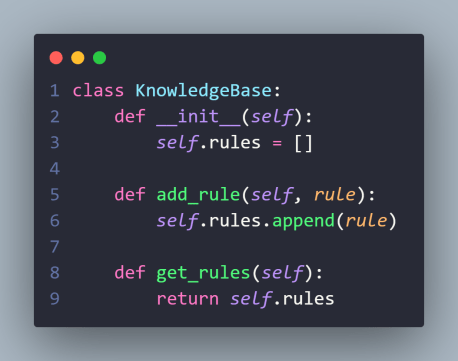 1 class KnowledgeBase:
2     def __init__(self):
3         self.rules = []
4
5     def add_rule(self, rule):
6         self.rules.append(rule)
7
8     def get_rules(self):
9         return self.rules